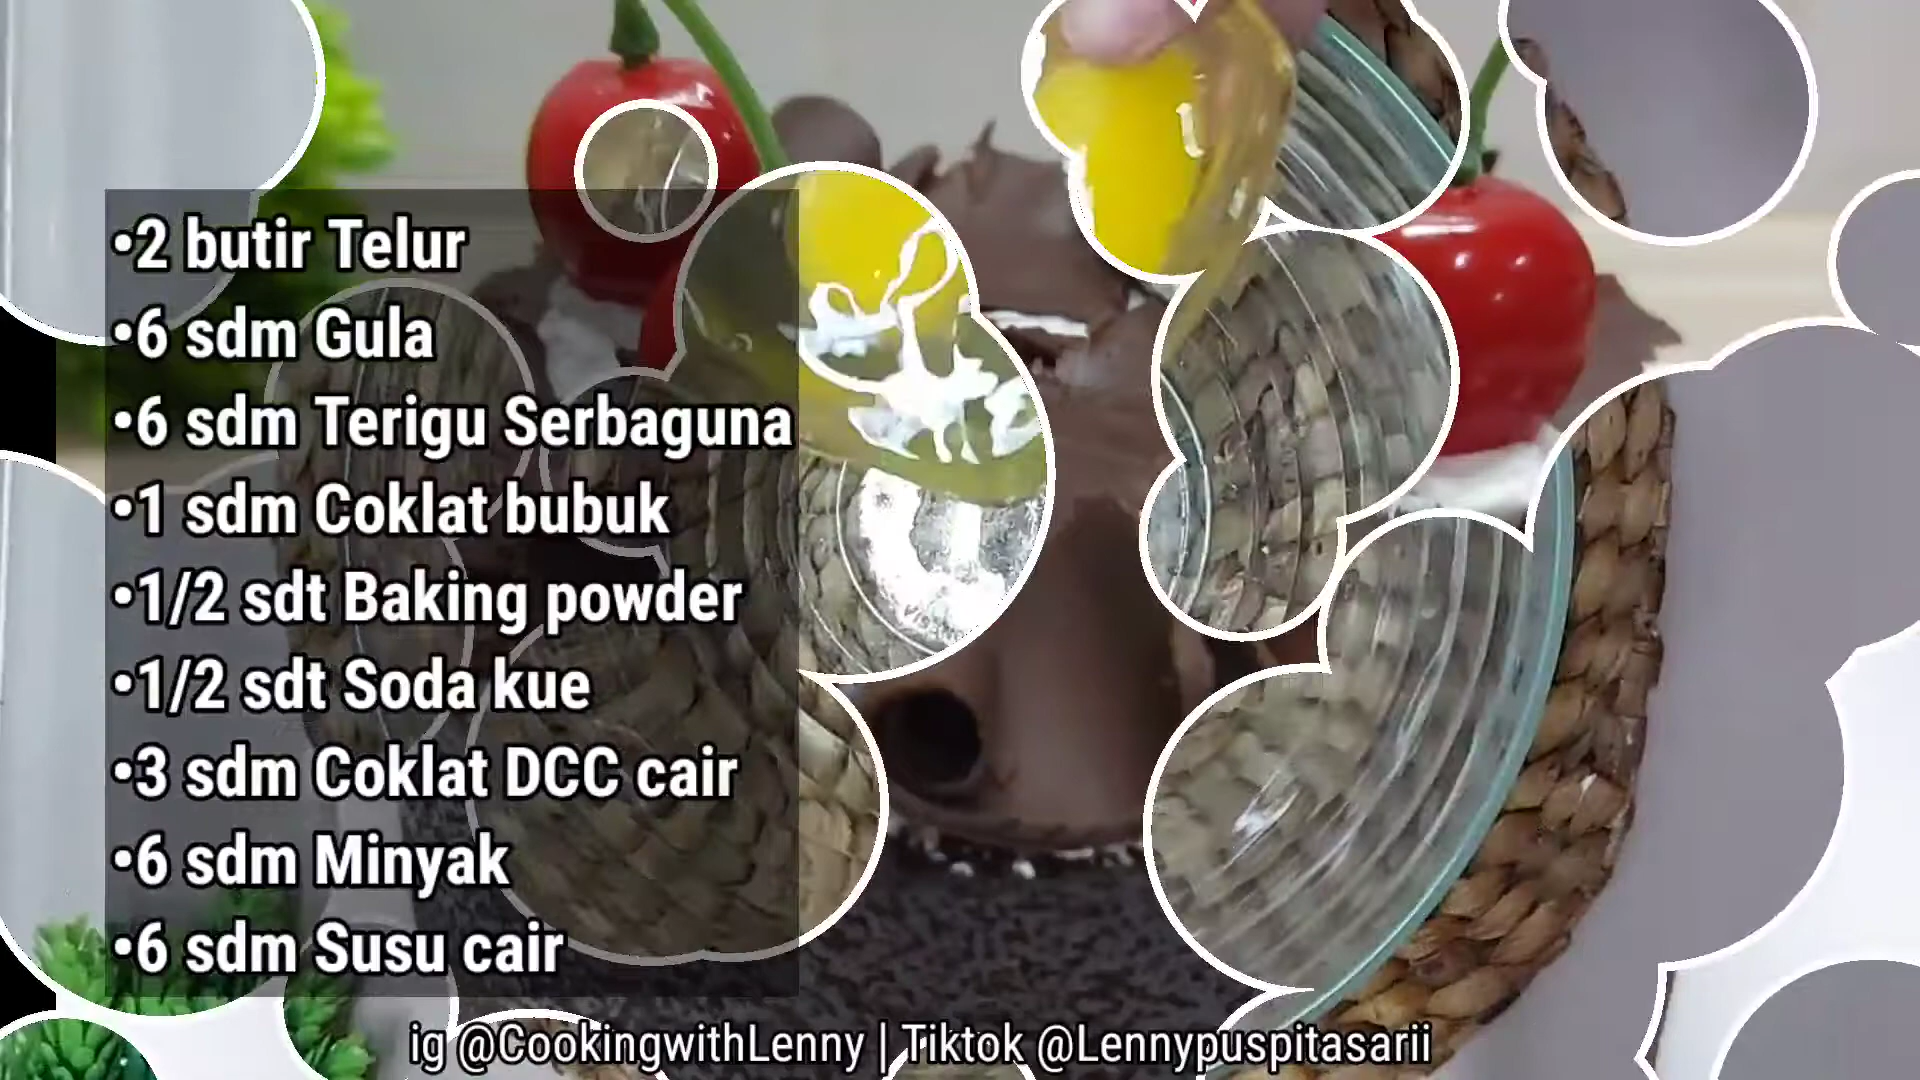 •2 butir Telur
•6 sdm Gula
•6 sdm Terigu Serbaguna
•1 sdm Coklat bubuk
•1/2 sdt Baking powder
•1/2 sdt Soda kue
•3 sdm Coklat DCC cair
•6 sdm Minyak
•6 sdm Susu cair
ig @CookingwithLenny | Tiktok @Lennypuspitasarii